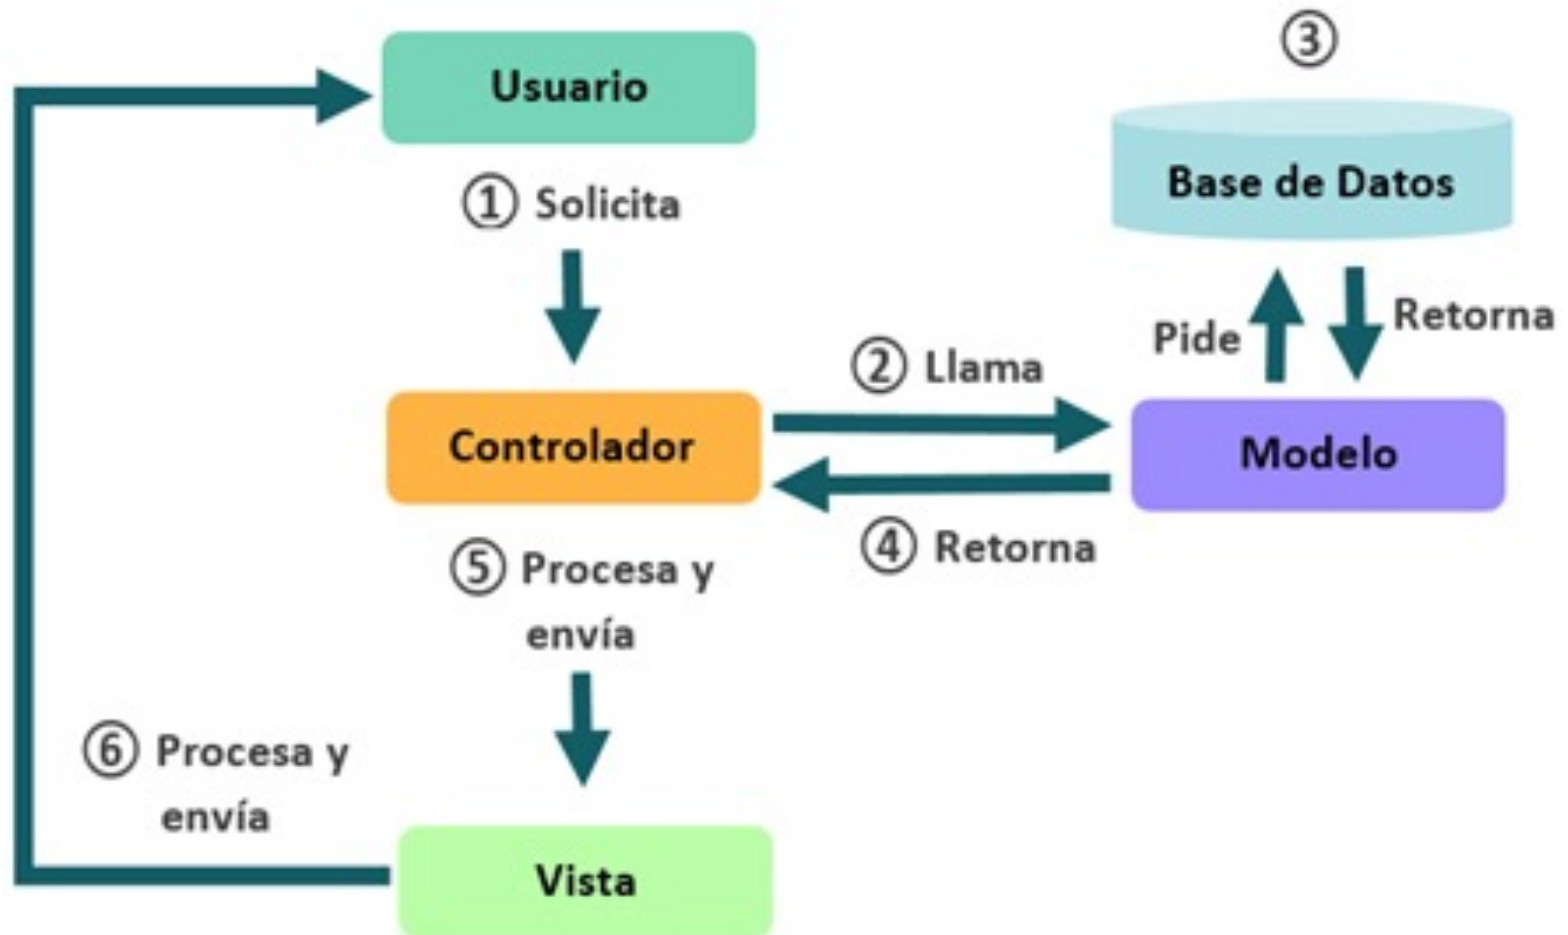 Usuario
① Solicita
③
Base de Datos
Pide
Retorna
② Llama
Controlador
Modelo
④ Retorna
⑤ Procesa y
envía
⑥ Procesa y
envía
Vista